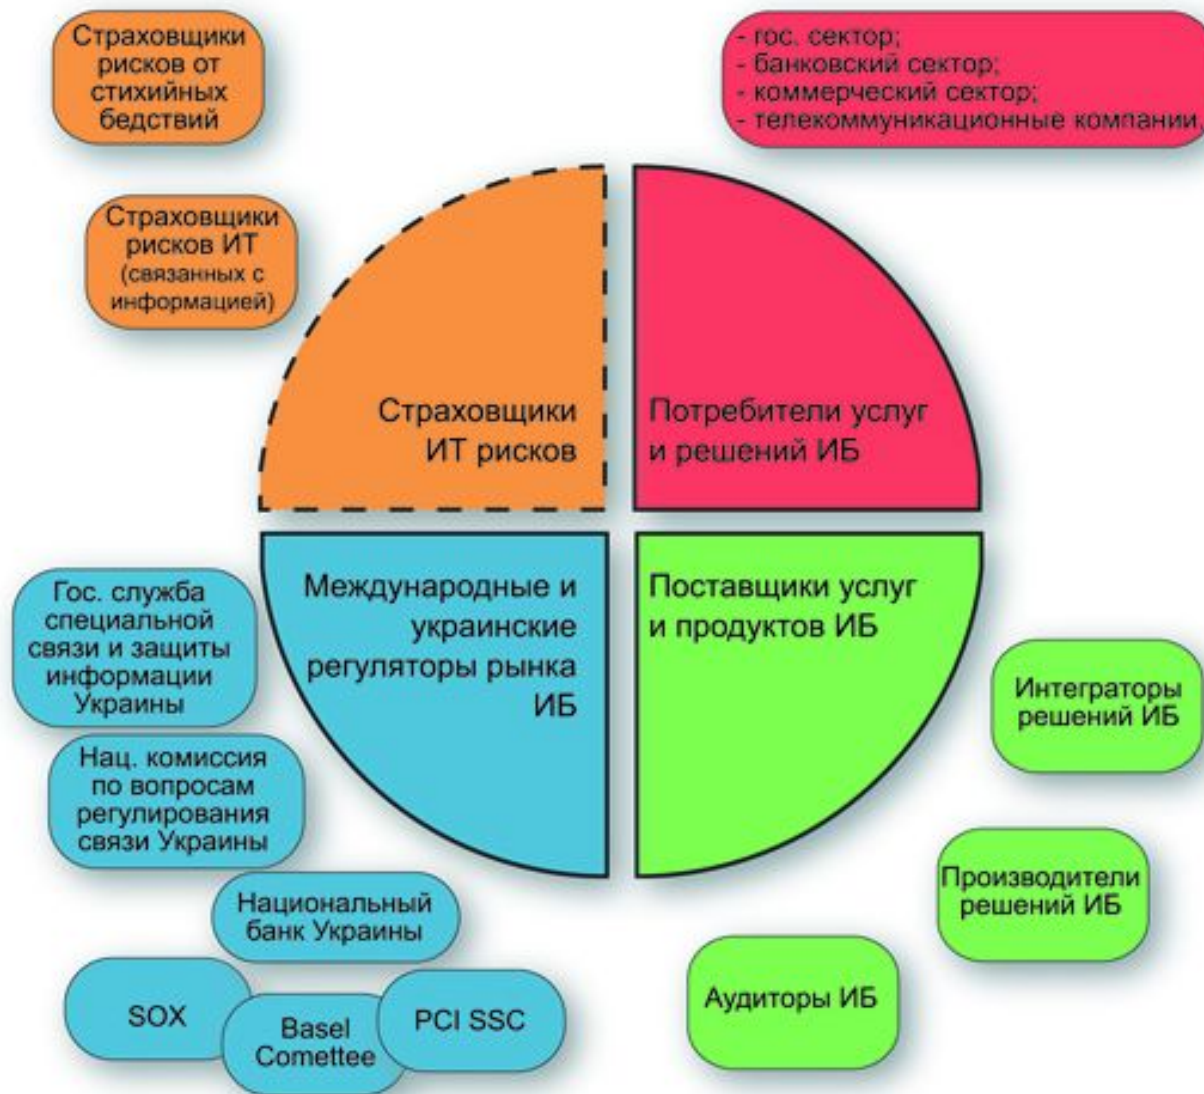 Страховщики
рисков от
стихийных
бедствий
- гос. сектор;
- банковский сектор;
- коммерческий сектор;
- телекоммуникационные компании.
Страховщики
рисков ИТ
(связанных с
информацией)
Страховщики
ИТ рисков
Потребители услуг
и решений ИБ
Международные и
украинские
регуляторы рынка
ИБ
Поставщики услуг
и продуктов ИБ
Гос. служба
специальной
связи и защиты
информации
Украины
Нац. комиссия
по вопросам
регулирования
связи Украины
Национальный
банк Украины
SOX
Basel
Comettee
PCI SSC
Интеграторы
решений ИБ
Производители
решений ИБ
Аудиторы ИБ